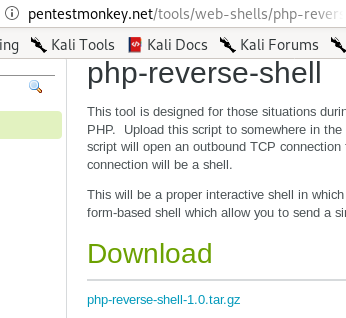 pentestmonkey.net/tools/web-shells/php-rever
ing Kali Tools Kali Docs Kali Forums
php-reverse-shell
This tool is designed for those situations durin
PHP. Upload this script to somewhere in the
script will open an outbound TCP connection
connection will be a shell.
This will be a proper interactive shell in which
form-based shell which allow you to send a si
Download
php-reverse-shell-1.0.tar.gz